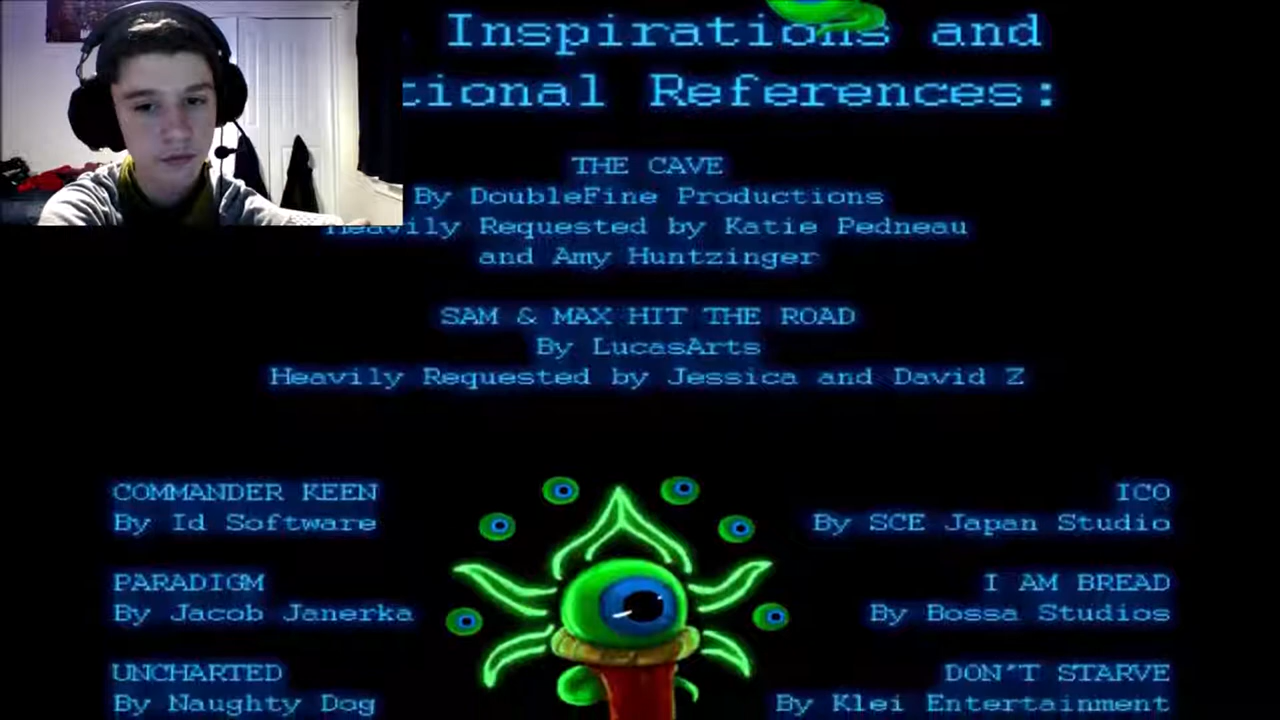 Inspirations and
tional References:
THE CAVE
By DoubleFine Productions
Heavily Requested by Katie Pedneau
and Amy Huntzinger
SAM & MAX HIT THE ROAD
By LucasArts
Heavily Requested by Jessica and David Z
COMMANDER KEEN
By Id Software
PARADIGM
By Jacob Janerka
UNCHARTED
By Naughty Dog
ICO
By SCE Japan Studio
I AM BREAD
By Bossa Studios
DON'T STARVE
By Klei Entertainment